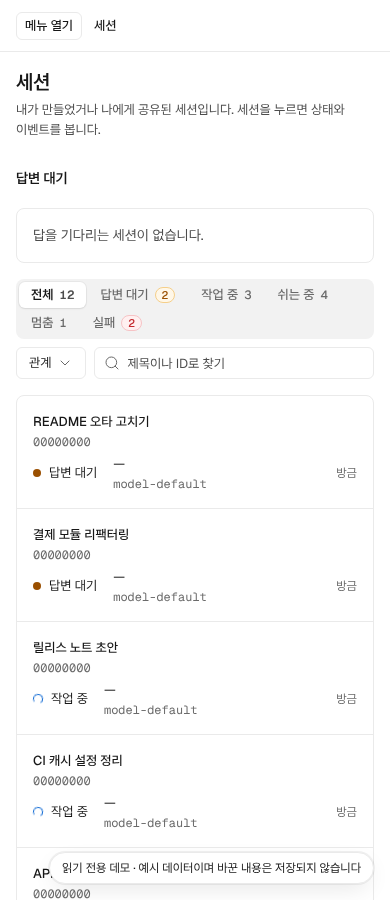 메뉴 열기 세션
세션
내가 만들었거나 나에게 공유된 세션입니다. 세션을 누르면 상태와
이벤트를 봅니다.
답변 대기
답을 기다리는 세션이 없습니다.
전체 12 답변 대기 2 작업 중 3 쉬는 중 4
멈춤 1 실패 2
관계 제목이나 ID로 찾기
README 오타 고치기
00000000
답변 대기 — 방금
model-default
결제 모듈 리팩터링
00000000
답변 대기 — 방금
model-default
릴리스 노트 초안
00000000
작업 중 — 방금
model-default
CI 캐시 설정 정리
00000000
작업 중 — 방금
model-default
읽기 전용 데모 · 예시 데이터이며 바꾼 내용은 저장되지 않습니다
00000000